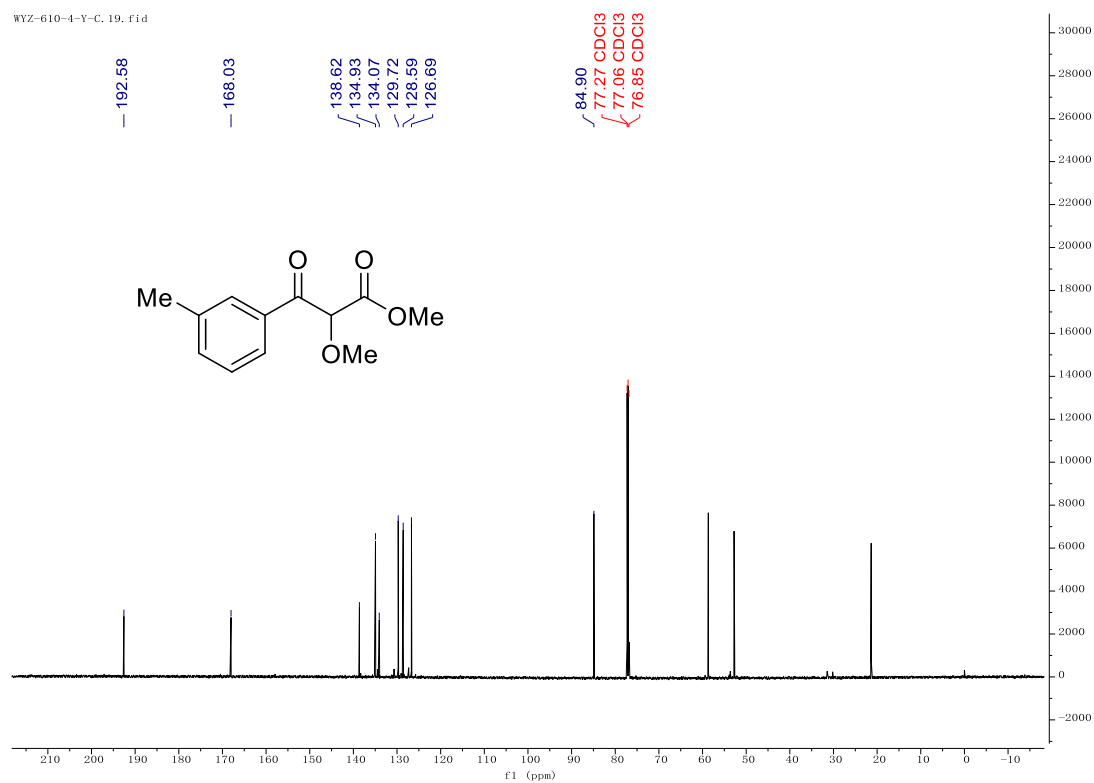 WYZ-610-4-Y-C.19.fid
192.58
168.03
138.62
134.93
134.07
129.72
128.59
126.69
84.90
77.27 CDCl3
77.06 CDCl3
76.85 CDCl3
30000
28000
26000
24000
22000
20000
18000
16000
14000
12000
10000
8000
6000
4000
2000
0
-2000
O
O
Me
OMe
OMe
210 200 190 180 170 160 150 140 130 120 110 100 90 80 70 60 50 40 30 20 10 0 -10
f1 (ppm)